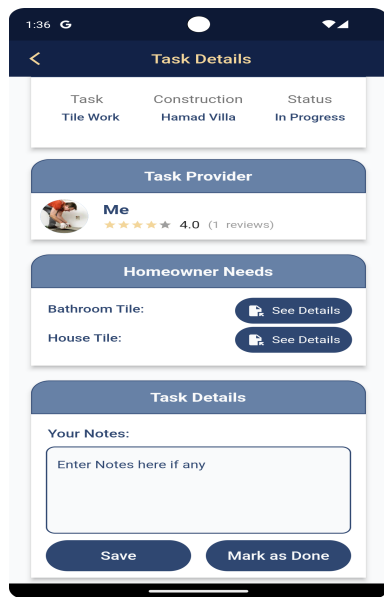 1:36 G
Task Details
Task Construction Status
Tile Work Hamad Villa In Progress
Task Provider
Me
4.0 (1 reviews)
Homeowner Needs
Bathroom Tile: See Details
House Tile: See Details
Task Details
Your Notes:
Enter Notes here if any
Save Mark as Done